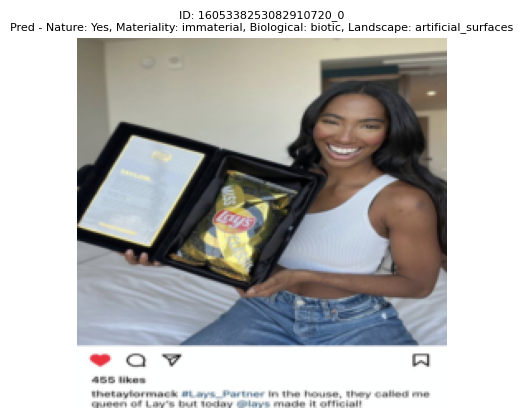 ID: 1605338253082910720_0
Pred - Nature: Yes, Materiality: immaterial, Biological: biotic, Landscape: artificial_surfaces
MISS
Lay's
455 likes
thetaylormack #Lays_Partner In the house, they called me
queen of Lay's but today @lays made it official!